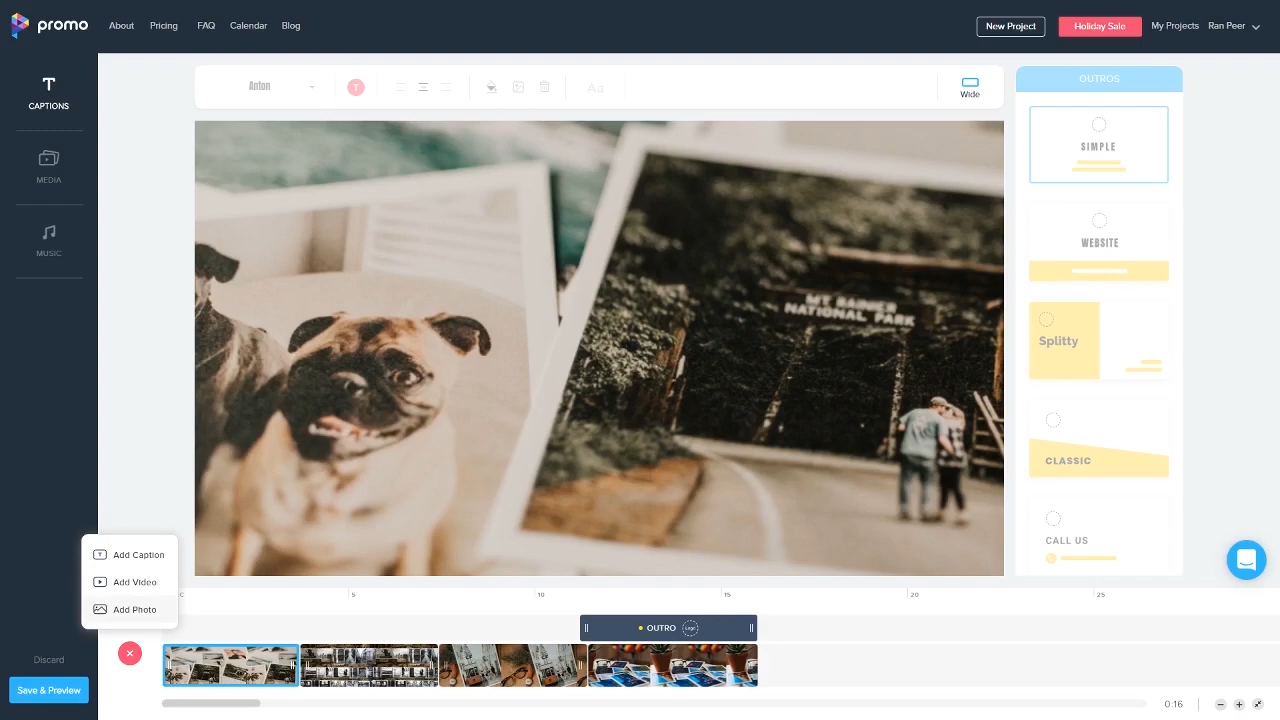 promo
About
Pricing
FAQ
Calendar
Blog
New Project
Holiday Sale
My Projects
Ran Peer
T
CAPTIONS
MEDIA
MUSIC
Anton
T
Aa
Wide
OUTROS
SIMPLE
WEBSITE
Splitty
CLASSIC
CALL US
MT RAINIER
NATIONAL PARK
Add Caption
Add Video
Add Photo
5
10
15
20
25
OUTRO
Logo
Discard
Save & Preview
0:16